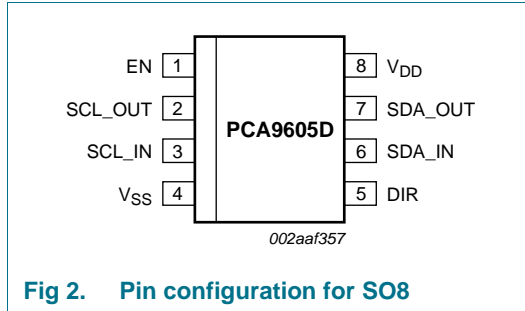 EN 1 8 VDD
SCL_OUT 2 7 SDA_OUT
PCA9605D
SCL_IN 3 6 SDA_IN
VSS 4 5 DIR
002aaf357
Fig 2. Pin configuration for SO8